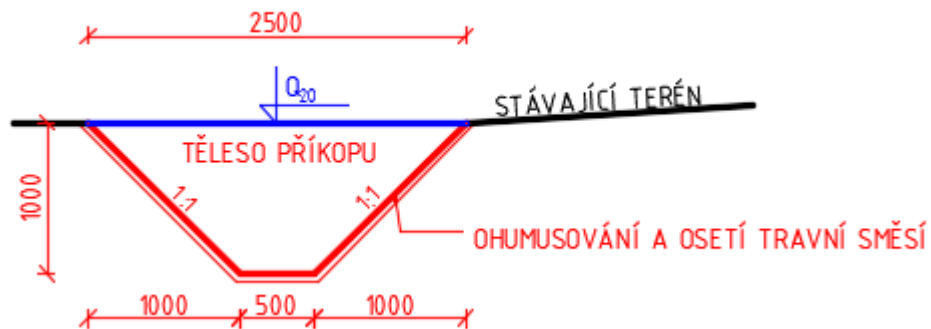 2500
Q20
STÁVAJÍCÍ TERÉN
TĚLESO PŘÍKOPU
1000
1:1
1:1
OHUMUSOVÁNÍ A OSETÍ TRAVNÍ SMĚSÍ
1000
500
1000